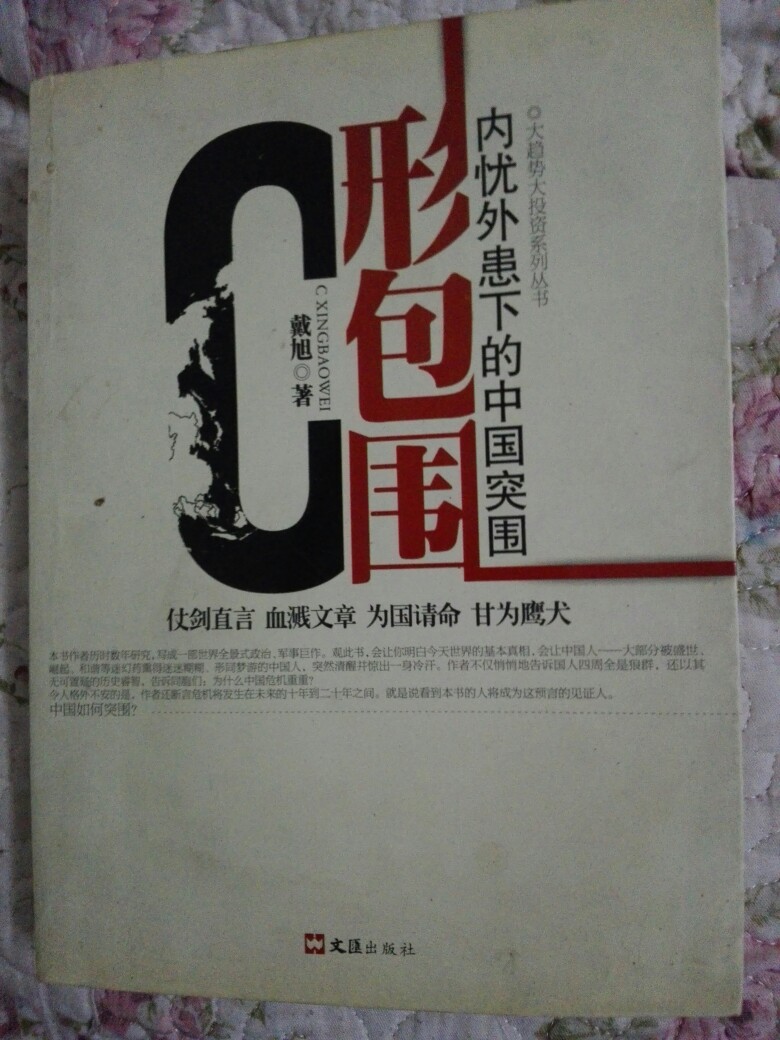 C形包围
内忧外患下的中国突围
◎大趋势大投资系列丛书
C XINGBAOWEI
戴旭◎著
仗剑直言 血溅文章 为国请命 甘为鹰犬
本书作者历时数年研究,写成一部世界全景式政治、军事巨作。观此书,会让你明白今天世界的基本真相,会让中国人——大部分被盛世、
崛起、和谐等迷幻药熏得迷迷糊糊、形同梦游的中国人,突然清醒并惊出一身冷汗。作者不仅悄悄地告诉国人四周全是狼群,还以其
无可置疑的历史睿智,告诉同胞们:为什么中国危机重重?
令人格外不安的是,作者还断言危机将发生在未来的十年到二十年之间。就是说看到本书的人将成为这预言的见证人。
中国如何突围?
文匯出版社